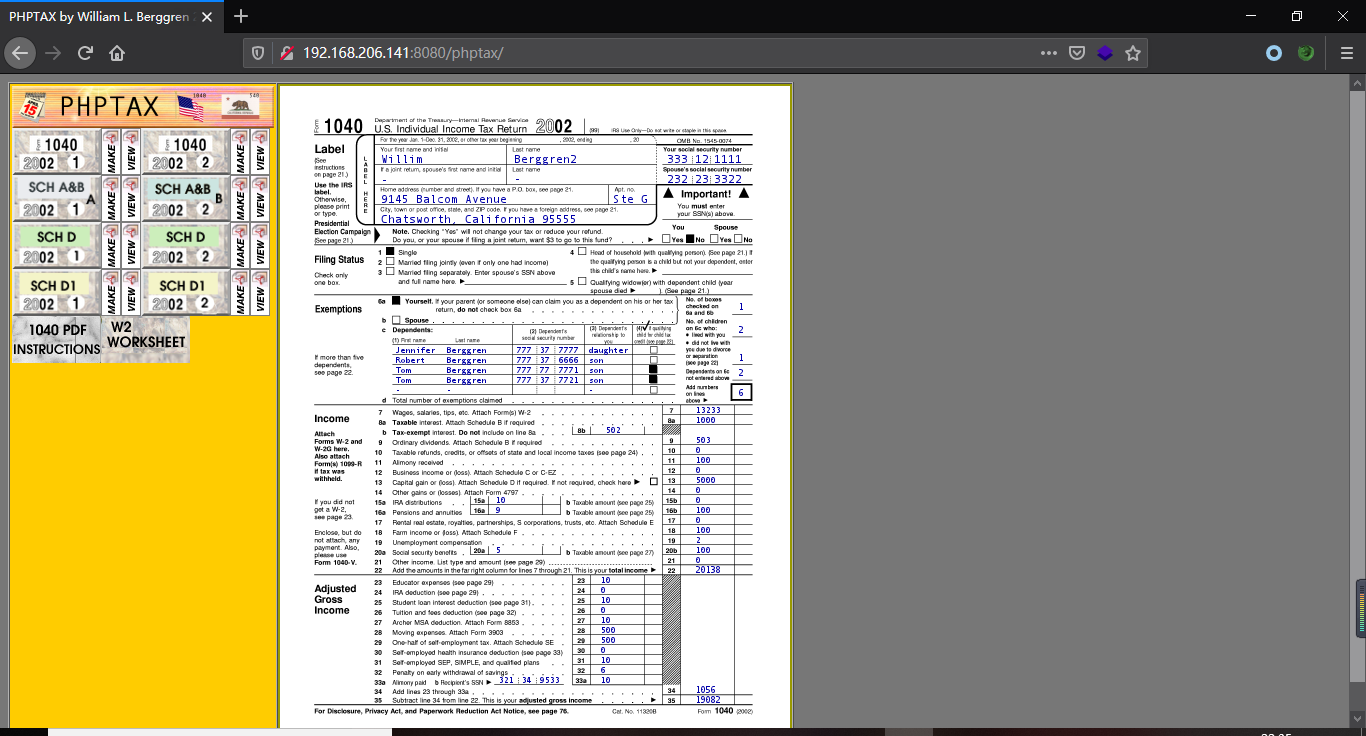 PHPTAX by William L. Berggren
192.168.206.141:8080/phptax/
APRIL 15 PHPTAX 1040 540
1040 2002 1 MAKE VIEW 1040 2002 2 MAKE VIEW
SCH A&B 2002 1 A MAKE VIEW SCH A&B 2002 2 B MAKE VIEW
SCH D 2002 1 MAKE VIEW SCH D 2002 2 MAKE VIEW
SCH D1 2002 1 MAKE VIEW SCH D1 2002 2 MAKE VIEW
1040 PDF INSTRUCTIONS W2 WORKSHEET
Form 1040 Department of the Treasury—Internal Revenue Service
U.S. Individual Income Tax Return 2002 (99) IRS Use Only—Do not write or staple in this space.
For the year Jan. 1-Dec. 31, 2002, or other tax year beginning , 2002, ending , 20 OMB No. 1545-0074
Label
(See instructions on page 21.)
Use the IRS label.
Otherwise, please print or type.
LABEL HERE
Your first name and initial Last name Your social security number
Willim Berggren2 333 12 1111
If a joint return, spouse's first name and initial Last name Spouse's social security number
- - 232 23 3322
Home address (number and street). If you have a P.O. box, see page 21. Apt. no.
9145 Balcom Avenue Ste G
City, town or post office, state, and ZIP code. If you have a foreign address, see page 21.
Chatsworth, California 95555
▲ Important! ▲
You must enter your SSN(s) above.
Presidential Election Campaign (See page 21.)
Note. Checking "Yes" will not change your tax or reduce your refund.
Do you, or your spouse if filing a joint return, want $3 to go to this fund? . . . ▶
You Spouse
Yes No Yes No
Filing Status
Check only one box.
1 Single
2 Married filing jointly (even if only one had income)
3 Married filing separately. Enter spouse's SSN above and full name here. ▶
4 Head of household (with qualifying person). (See page 21.) If the qualifying person is a child but not your dependent, enter this child's name here. ▶
5 Qualifying widow(er) with dependent child (year spouse died ▶ ). (See page 21.)
Exemptions
6a Yourself. If your parent (or someone else) can claim you as a dependent on his or her tax return, do not check box 6a
b Spouse
c Dependents:
(1) First name Last name (2) Dependent's social security number (3) Dependent's relationship to you (4) ✓ if qualifying child for child tax credit (see page 22)
Jennifer Berggren 777 37 7777 daughter
Robert Berggren 777 37 6666 son
Tom Berggren 777 77 7771 son
Tom Berggren 777 37 7721 son
- - -
If more than five dependents, see page 22.
d Total number of exemptions claimed
No. of boxes checked on 6a and 6b 1
No. of children on 6c who:
• lived with you 2
• did not live with you due to divorce or separation (see page 22) 1
Dependents on 6c not entered above 2
Add numbers on lines above ▶ 6
Income
Attach Forms W-2 and W-2G here. Also attach Form(s) 1099-R if tax was withheld.
If you did not get a W-2, see page 23.
Enclose, but do not attach, any payment. Also, please use Form 1040-V.
7 Wages, salaries, tips, etc. Attach Form(s) W-2 7 13233
8a Taxable interest. Attach Schedule B if required 8a 1000
b Tax-exempt interest. Do not include on line 8a 8b 502
9 Ordinary dividends. Attach Schedule B if required 9 503
10 Taxable refunds, credits, or offsets of state and local income taxes (see page 24) 10 0
11 Alimony received 11 100
12 Business income or (loss). Attach Schedule C or C-EZ 12 0
13 Capital gain or (loss). Attach Schedule D if required. If not required, check here ▶ 13 5000
14 Other gains or (losses). Attach Form 4797 14 0
15a IRA distributions 15a 10 b Taxable amount (see page 25) 15b 0
16a Pensions and annuities 16a 9 b Taxable amount (see page 25) 16b 100
17 Rental real estate, royalties, partnerships, S corporations, trusts, etc. Attach Schedule E 17 0
18 Farm income or (loss). Attach Schedule F 18 100
19 Unemployment compensation 19 2
20a Social security benefits 20a 5 b Taxable amount (see page 27) 20b 100
21 Other income. List type and amount (see page 29) 21 0
22 Add the amounts in the far right column for lines 7 through 21. This is your total income ▶ 22 20138
Adjusted Gross Income
23 Educator expenses (see page 29) 23 10
24 IRA deduction (see page 29) 24 0
25 Student loan interest deduction (see page 31) 25 10
26 Tuition and fees deduction (see page 32) 26 0
27 Archer MSA deduction. Attach Form 8853 27 10
28 Moving expenses. Attach Form 3903 28 500
29 One-half of self-employment tax. Attach Schedule SE 29 500
30 Self-employed health insurance deduction (see page 33) 30 0
31 Self-employed SEP, SIMPLE, and qualified plans 31 10
32 Penalty on early withdrawal of savings 32 6
33a Alimony paid b Recipient's SSN ▶ 321 34 9533 33a 10
34 Add lines 23 through 33a 34 1056
35 Subtract line 34 from line 22. This is your adjusted gross income ▶ 35 19082
For Disclosure, Privacy Act, and Paperwork Reduction Act Notice, see page 76. Cat. No. 11320B Form 1040 (2002)